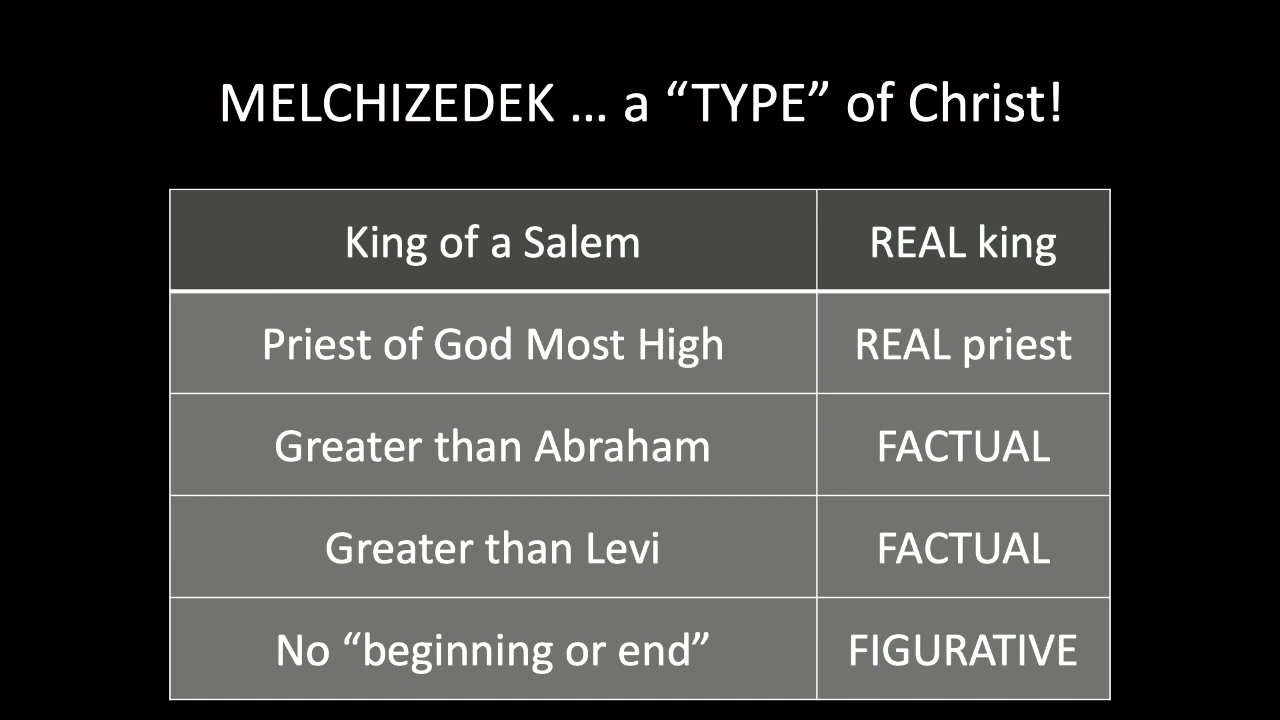 MELCHIZEDEK … a “TYPE” of Christ!
King of a Salem REAL king
Priest of God Most High REAL priest
Greater than Abraham FACTUAL
Greater than Levi FACTUAL
No “beginning or end” FIGURATIVE